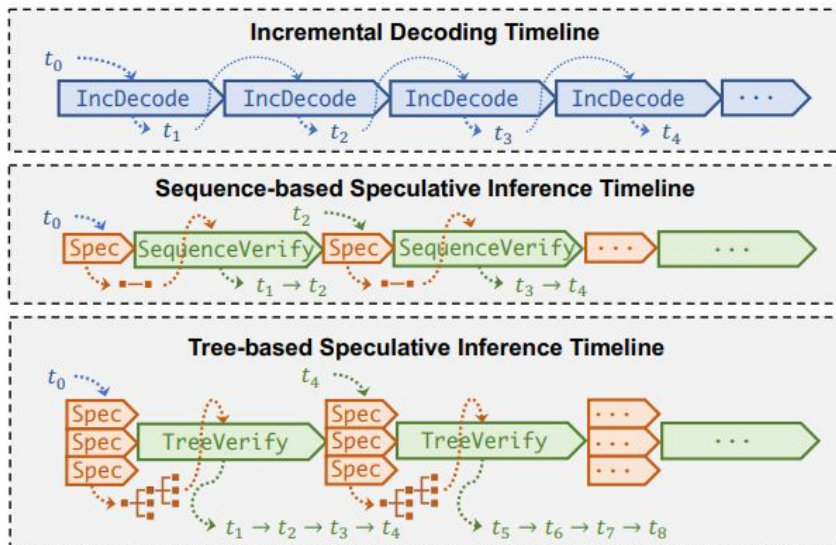 Incremental Decoding Timeline
t₀
IncDecode IncDecode IncDecode IncDecode ···
t₁ t₂ t₃ t₄
Sequence-based Speculative Inference Timeline
t₀ t₂
Spec SequenceVerify Spec SequenceVerify ··· ···
t₁ → t₂ t₃ → t₄
Tree-based Speculative Inference Timeline
t₀ t₄
Spec Spec ···
Spec TreeVerify Spec TreeVerify ··· ···
Spec Spec ···
t₁ → t₂ → t₃ → t₄ t₅ → t₆ → t₇ → t₈